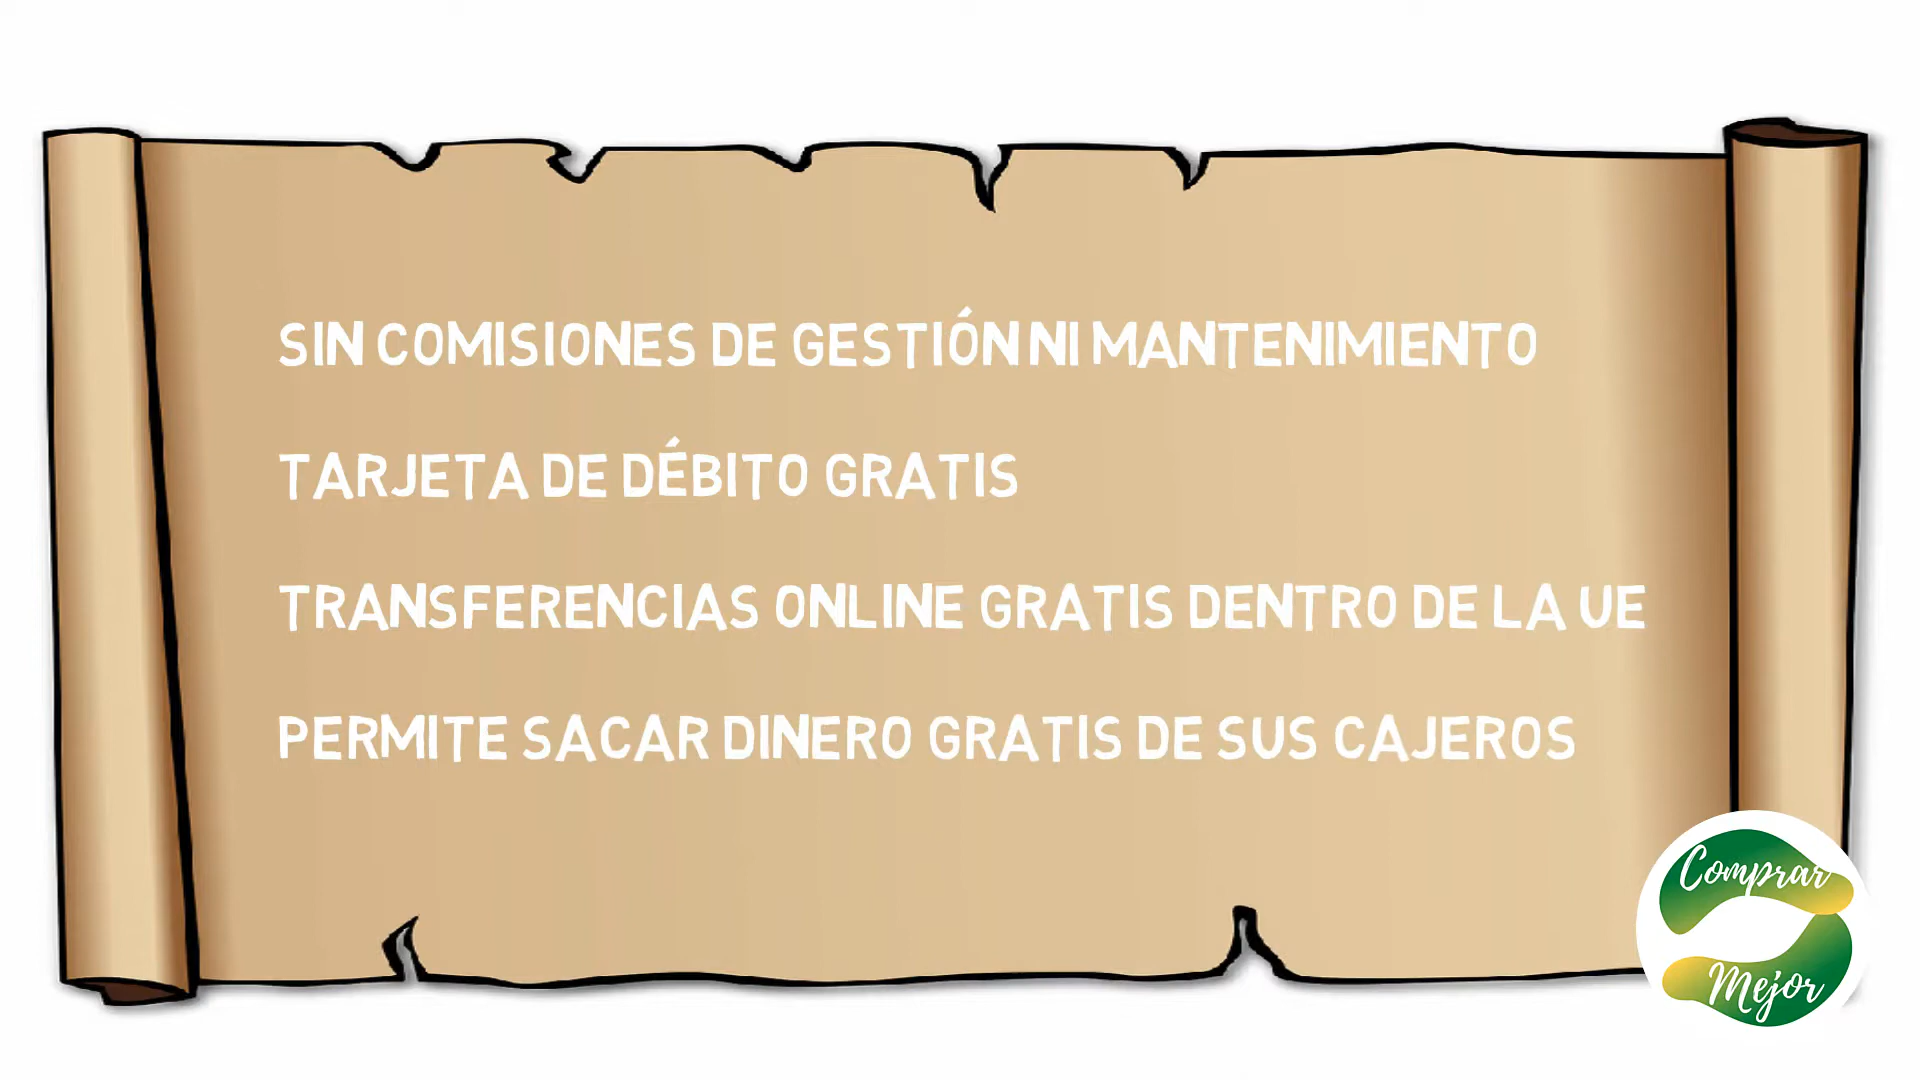 SIN COMISIONES DE GESTIÓN NI MANTENIMIENTO
TARJETA DE DÉBITO GRATIS
TRANSFERENCIAS ONLINE GRATIS DENTRO DE LA UE
PERMITE SACAR DINERO GRATIS DE SUS CAJEROS
Comprar
Mejor